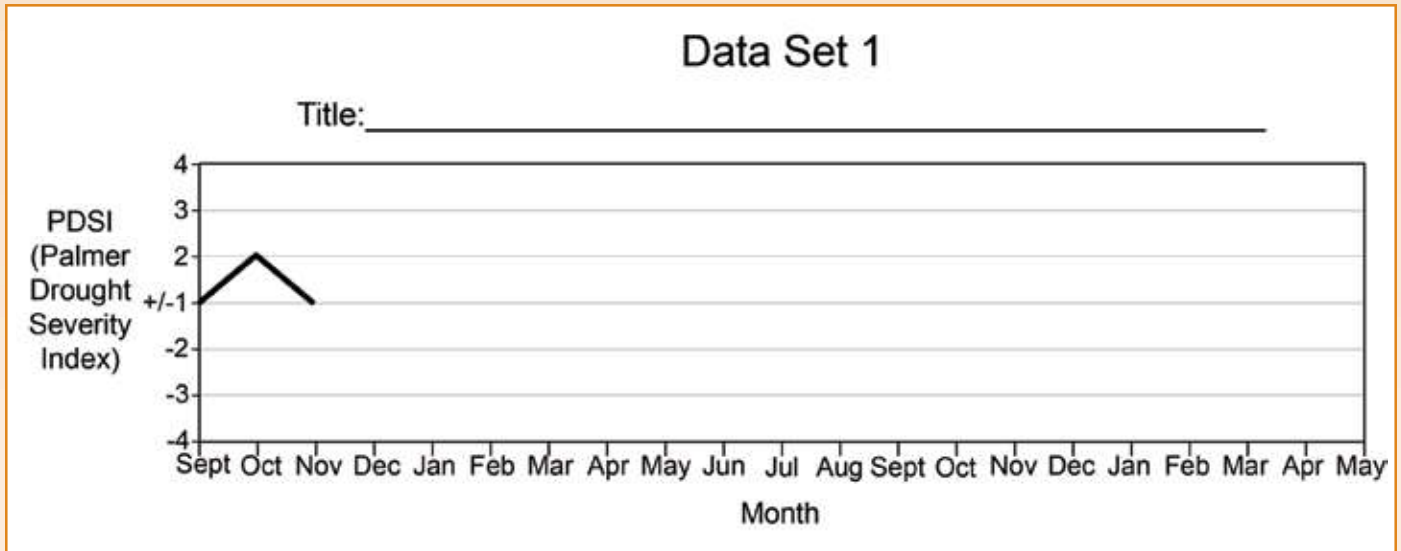 Data Set 1
Title:
4
3
PDSI
(Palmer
Drought
Severity
Index)
2
+/-1
-2
-3
-4
Sept Oct Nov Dec Jan Feb Mar Apr May Jun Jul Aug Sept Oct Nov Dec Jan Feb Mar Apr May
Month